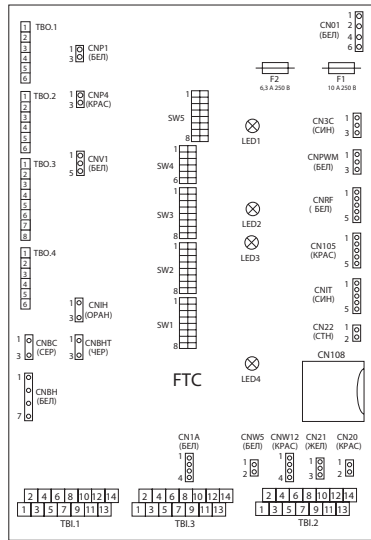 TBO.1
1
2
3
4
5
6
CNP1
(БЕЛ)
1
3
CN01
(БЕЛ)
1
2
4
6
F2
6,3 A 250 B
F1
10 A 250 B
TBO.2
1
2
3
4
5
6
CNP4
(КРАС)
1
3
SW5
1
8
LED1
CN3C
(СИН)
1
3
TBO.3
1
2
3
4
5
6
7
8
CNV1
(БЕЛ)
1
5
SW4
1
6
CNPWM
(БЕЛ)
1
3
SW3
1
8
LED2
CNRF
( БЕЛ)
1
5
TBO.4
1
2
3
4
5
6
SW2
1
8
LED3
CN105
(КРАС)
1
5
CNIH
(ОРАН)
1
3
SW1
1
8
CNIT
(СИН)
1
5
CNBC
(СЕР)
1
3
CNBHT
(ЧЕР)
1
3
CN22
(СТН)
1
2
CNBH
(БЕЛ)
1
7
FTC
LED4
CN108
CN1A
(БЕЛ)
1
4
CNW5
(БЕЛ)
1
2
CNW12
(КРАС)
1
4
CN21
(ЖЕЛ)
1
3
CN20
(КРАС)
1
2
2 4 6 8 10 12 14
1 3 5 7 9 11 13
TBI.1
2 4 6 8 10 12 14
1 3 5 7 9 11 13
TBI.3
2 4 6 8 10 12 14
1 3 5 7 9 11 13
TBI.2